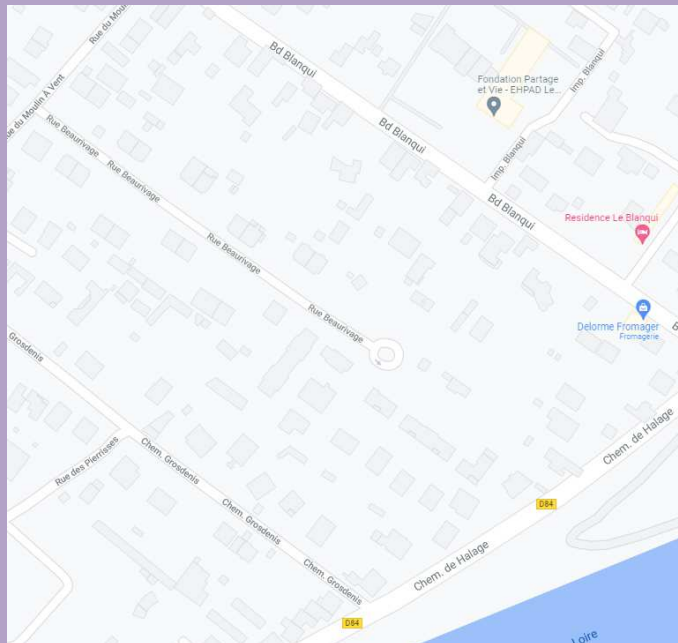 Rue du Mou
Bd Blanqui
Fondation Partage
et Vie - EHPAD Le...
Imp. Blanqui
Rue du Moulin À Vent
Rue Beaurivage
Bd Blanqui
Rue Beaurivage
Imp. Blanqui
Bd Blanqui
Residence Le Blanqui
Rue Beaurivage
Rue Beaurivage
Delorme Fromager
Fromagerie
B
Grosdenis
Chem. de Halage
Rue des Pierrisses
Chem. Grosdenis
Chem. Grosdenis
D84
Chem. de Halage
Chem. Grosdenis
D84
Loire